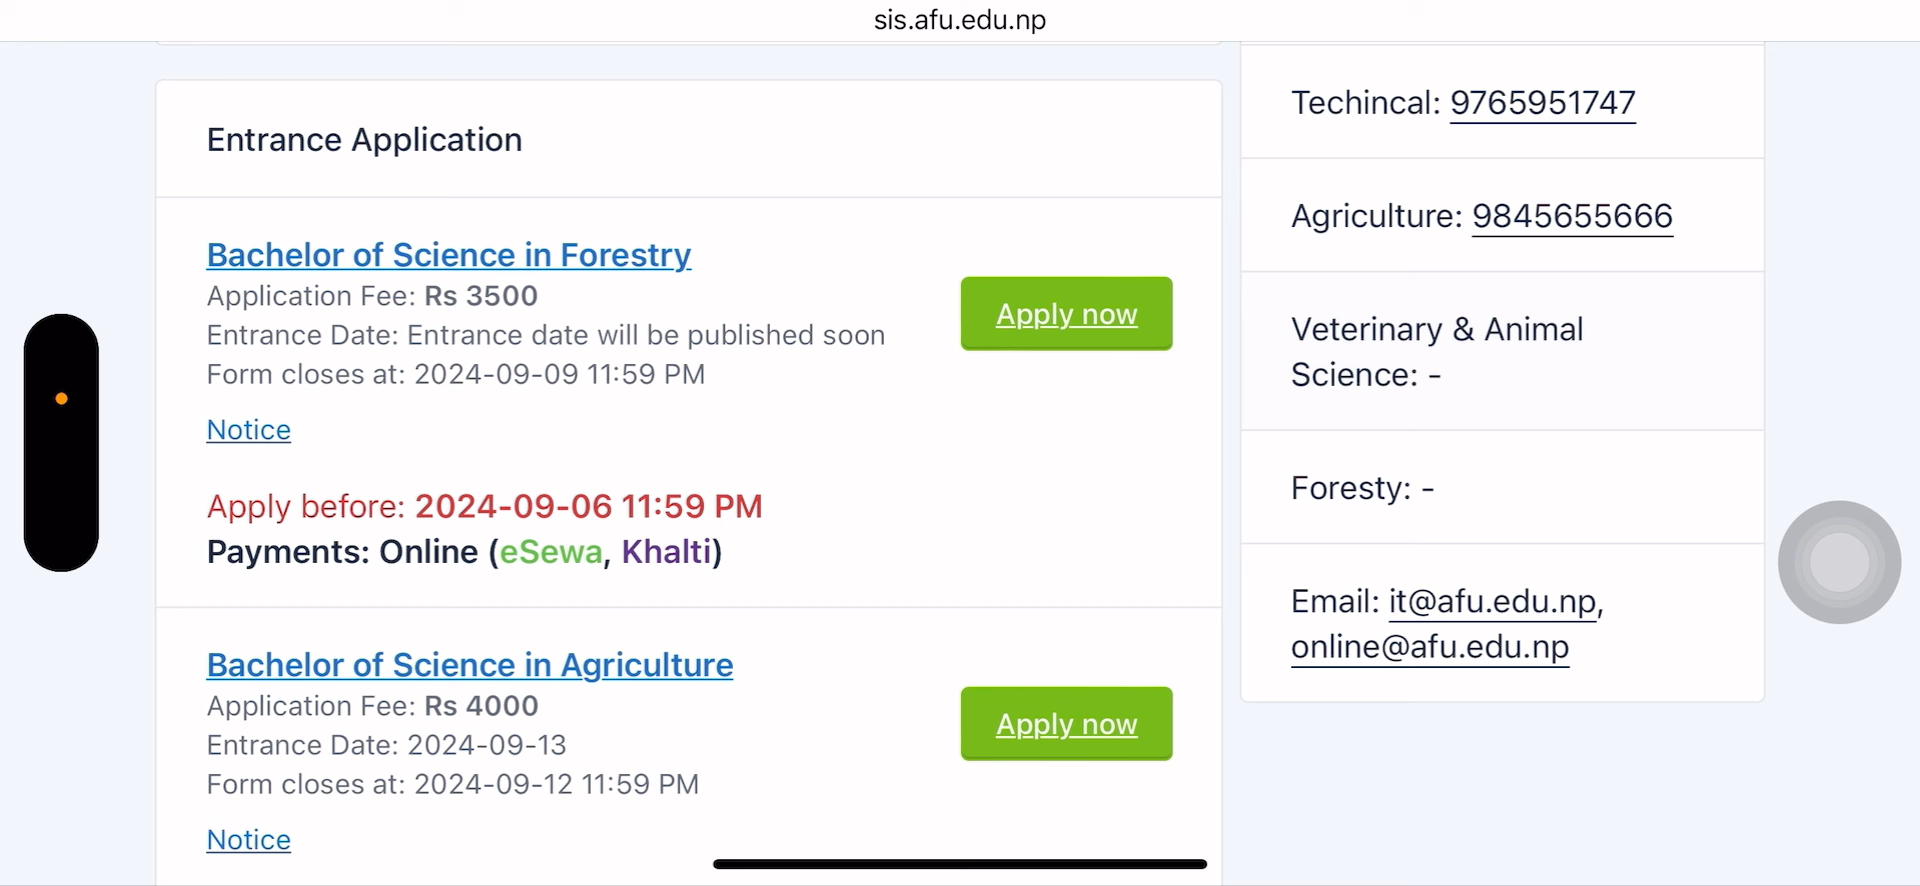 sis.afu.edu.np
Entrance Application
Bachelor of Science in Forestry
Application Fee: Rs 3500
Entrance Date: Entrance date will be published soon
Form closes at: 2024-09-09 11:59 PM
Apply now
Notice
Apply before: 2024-09-06 11:59 PM
Payments: Online (eSewa, Khalti)
Bachelor of Science in Agriculture
Application Fee: Rs 4000
Entrance Date: 2024-09-13
Form closes at: 2024-09-12 11:59 PM
Apply now
Notice
Techincal: 9765951747
Agriculture: 9845655666
Veterinary & Animal
Science: -
Foresty: -
Email: it@afu.edu.np,
online@afu.edu.np